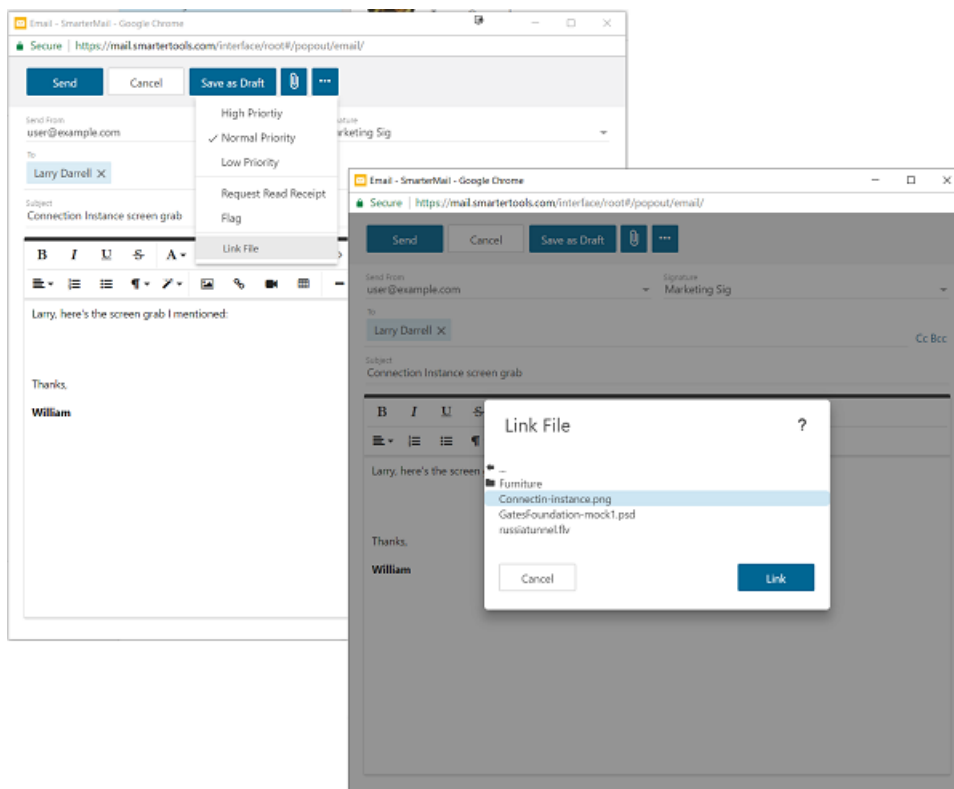 Email - SmarterMail - Google Chrome
Secure | https://mail.smartertools.com/interface/root#/popout/email/
Send Cancel Save as Draft
High Priortiy
Normal Priority
Low Priority
Request Read Receipt
Flag
Link File
Send From
user@example.com
arketing Sig
To
Larry Darrell
Subject
Connection Instance screen grab
B I U S A
Larry, here's the screen grab I mentioned:
Thanks,
William
Email - SmarterMail - Google Chrome
Secure | https://mail.smartertools.com/interface/root#/popout/email/
Send Cancel Save as Draft
Send From Signature
user@example.com Marketing Sig
To
Larry Darrell
Cc Bcc
Subject
Connection Instance screen grab
B I U S
Larry, here's the screen
Thanks,
William
Link File ?
..
Furniture
Connectin-instance.png
GatesFoundation-mock1.psd
russiatunnel.flv
Cancel Link